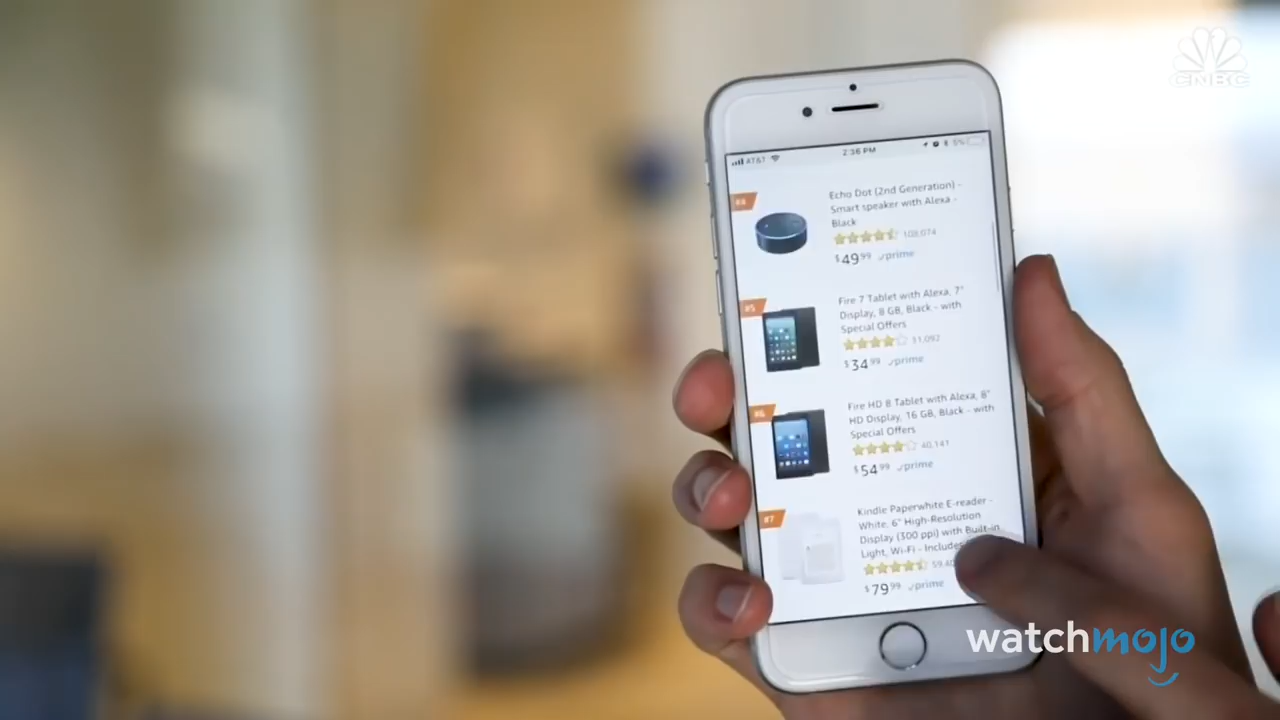 CNBC
AT&T
2:36 PM
5%
#4
Echo Dot (2nd Generation) -
Smart speaker with Alexa -
Black
108,074
$49.99 prime
#5
Fire 7 Tablet with Alexa, 7"
Display, 8 GB, Black - with
Special Offers
51,092
$34.99 prime
#6
Fire HD 8 Tablet with Alexa, 8"
HD Display, 16 GB, Black - with
Special Offers
40,141
$54.99 prime
#7
Kindle Paperwhite E-reader -
White, 6" High-Resolution
Display (300 ppi) with Built-in
Light, Wi-Fi - Includes
$79.99 prime
watchmojo